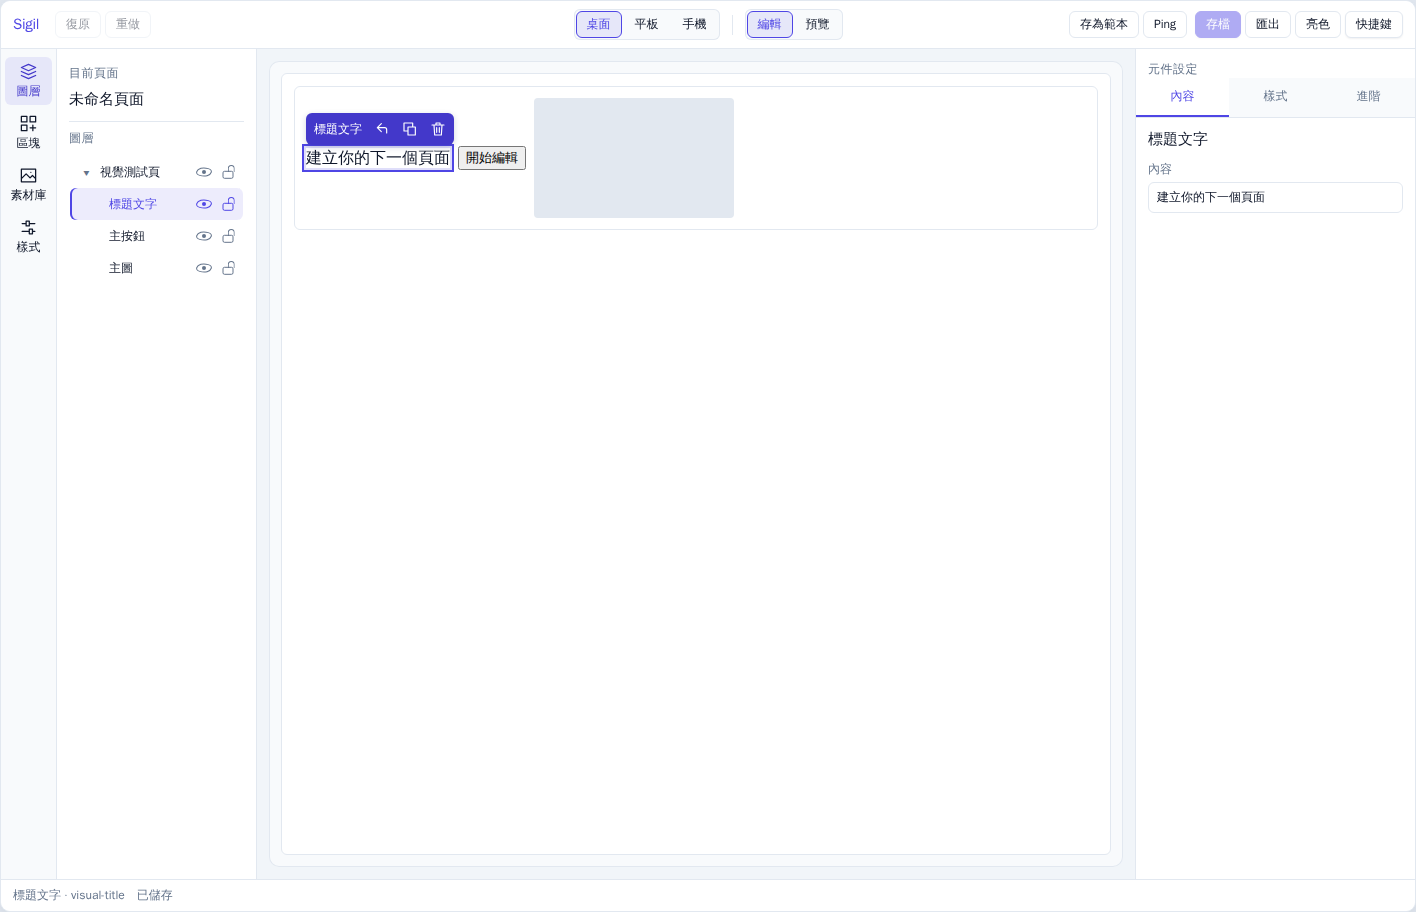 Sigil 復原 重做 桌面 平板 手機 編輯 預覽 存為範本 Ping 存檔 匯出 亮色 快捷鍵
圖層
區塊
素材庫
樣式
目前頁面
未命名頁面
圖層
視覺測試頁
標題文字
主按鈕
主圖
標題文字
建立你的下一個頁面 開始編輯
元件設定
內容 樣式 進階
標題文字
內容
建立你的下一個頁面
標題文字 · visual-title 已儲存